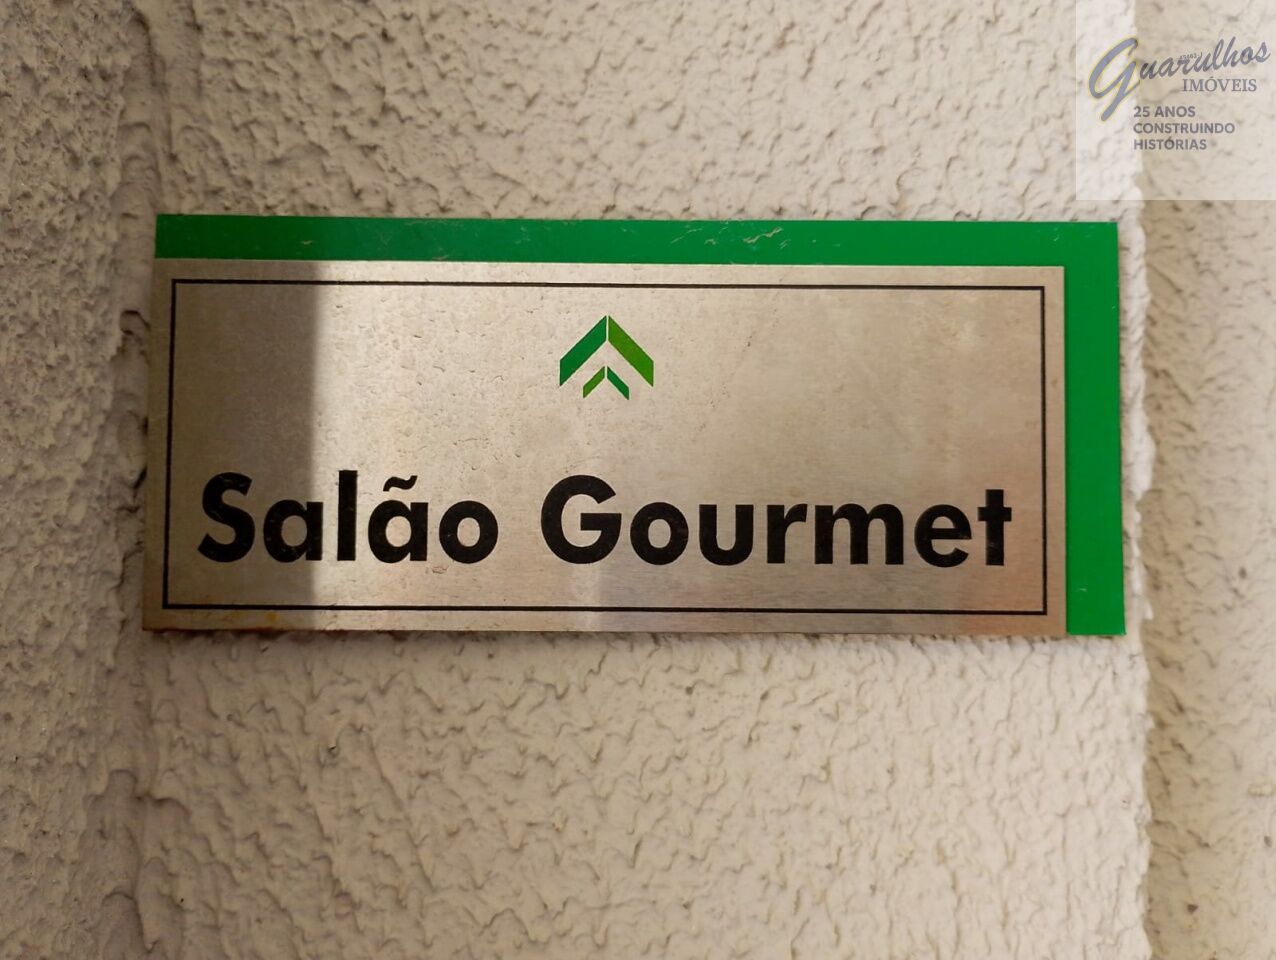 Guarulhos
IMÓVEIS
25 ANOS
CONSTRUINDO
HISTÓRIAS
Salão Gourmet